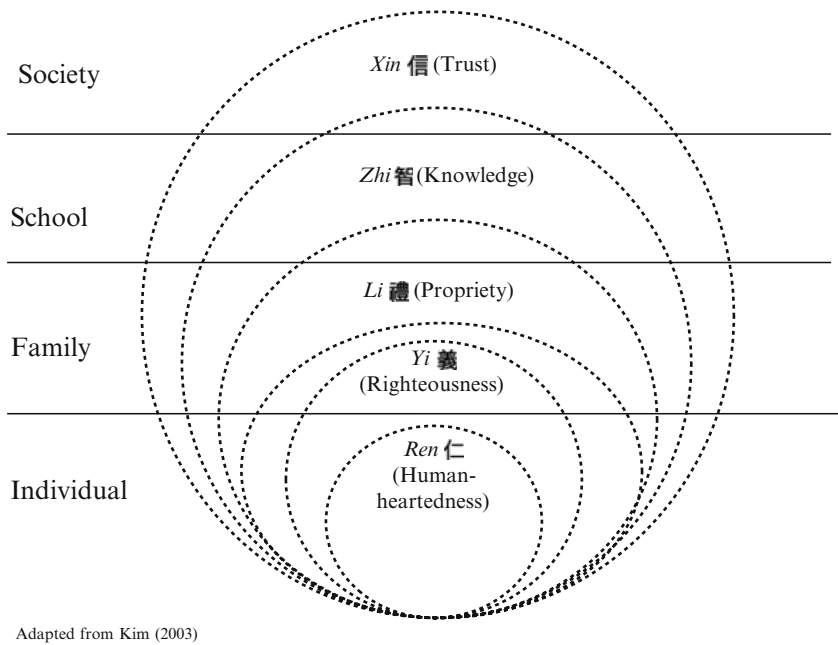 Society
Xin 信 (Trust)
School
Zhi 智(Knowledge)
Family
Li 禮 (Propriety)
Yi 義
(Righteousness)
Individual
Ren 仁
(Human-
heartedness)
Adapted from Kim (2003)